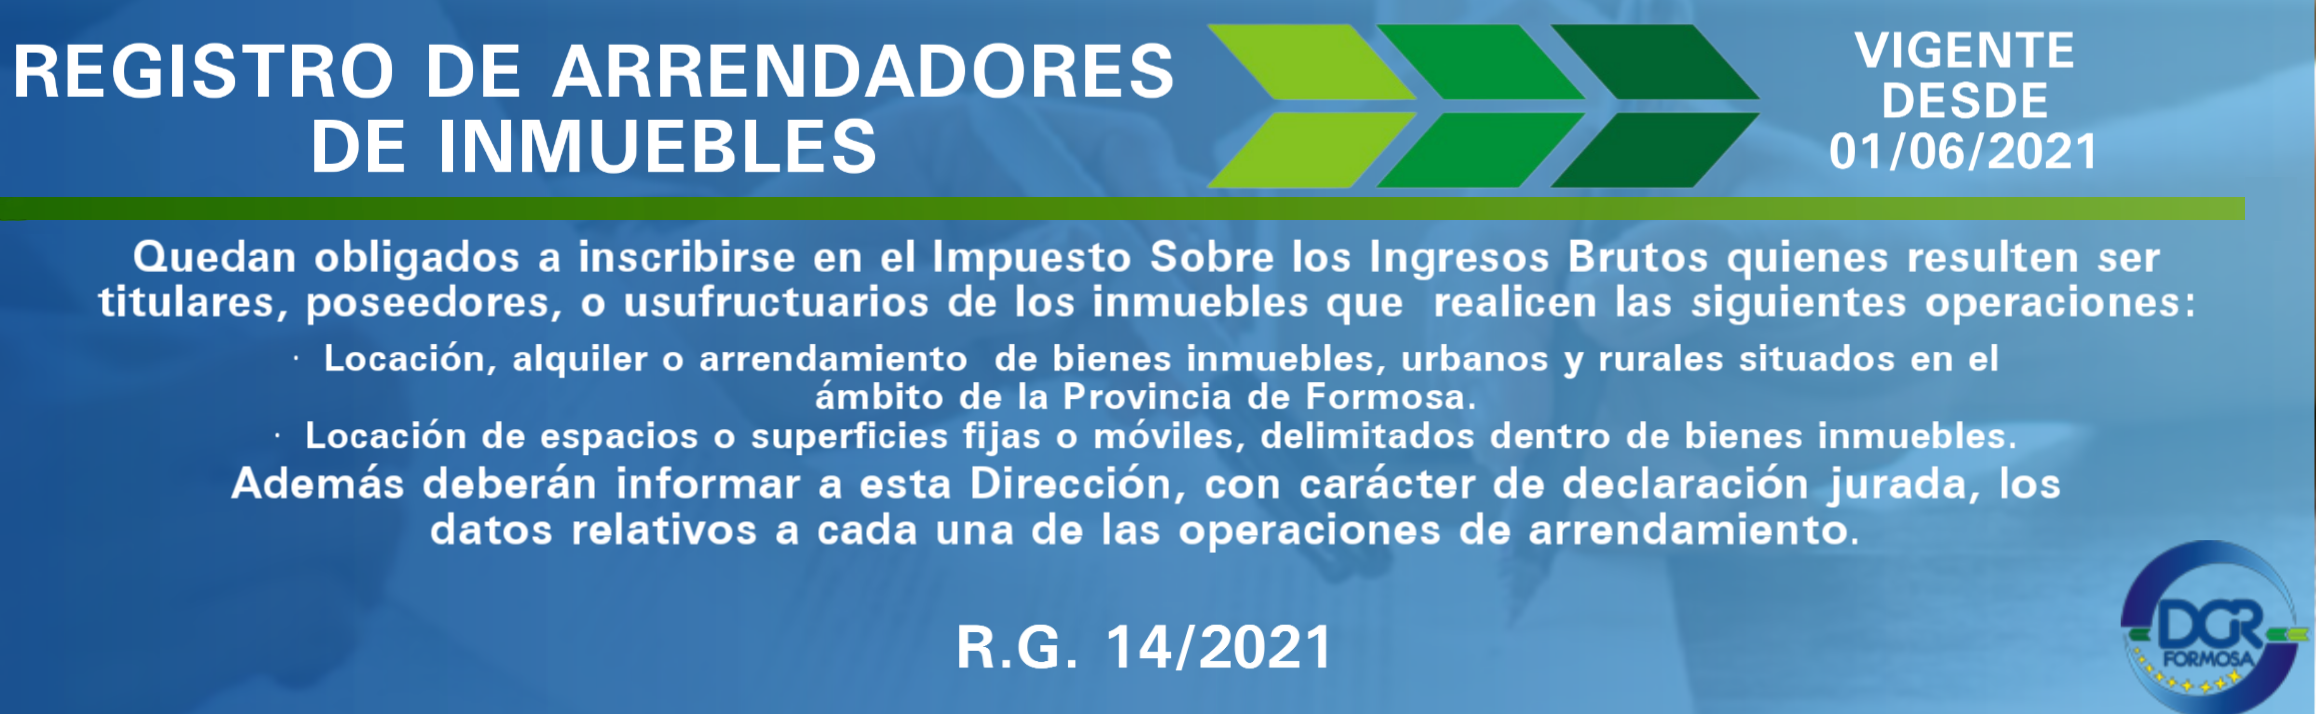 REGISTRO DE ARRENDADORES
DE INMUEBLES
VIGENTE
DESDE
01/06/2021
Quedan obligados a inscribirse en el Impuesto Sobre los Ingresos Brutos quienes resulten ser
titulares, poseedores, o usufructuarios de los inmuebles que realicen las siguientes operaciones:
· Locación, alquiler o arrendamiento de bienes inmuebles, urbanos y rurales situados en el
ámbito de la Provincia de Formosa.
· Locación de espacios o superficies fijas o móviles, delimitados dentro de bienes inmuebles.
Además deberán informar a esta Dirección, con carácter de declaración jurada, los
datos relativos a cada una de las operaciones de arrendamiento.
R.G. 14/2021
DGR
FORMOSA